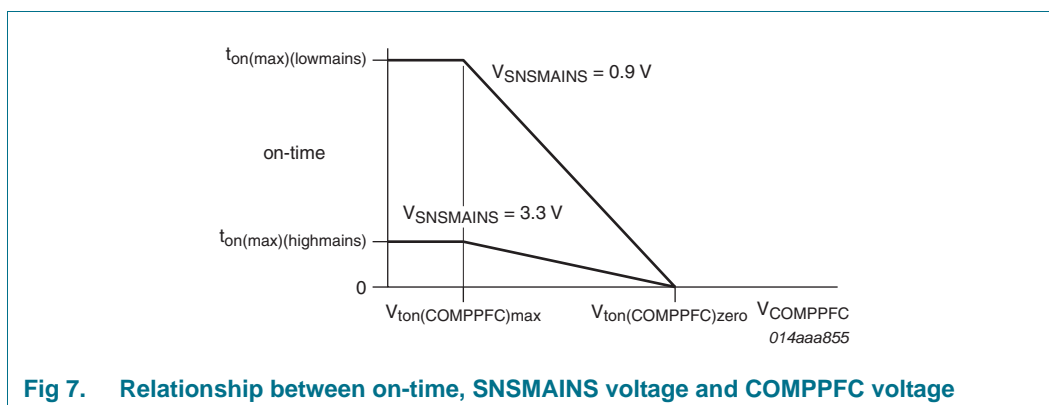 ton(max)(lowmains)
VSNSMAINS = 0.9 V
on-time
VSNSMAINS = 3.3 V
ton(max)(highmains)
0
Vton(COMPPFC)max
Vton(COMPPFC)zero
VCOMPPFC
014aaa855
Fig 7. Relationship between on-time, SNSMAINS voltage and COMPPFC voltage